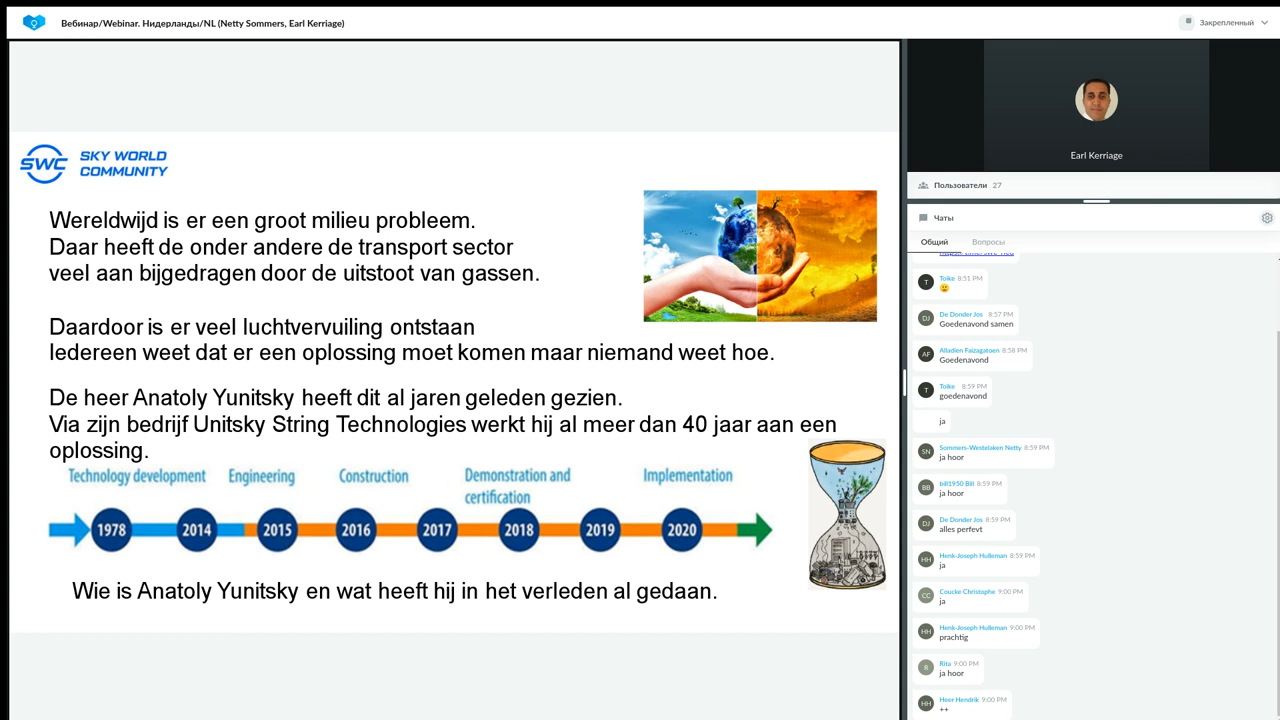 Вебинар/Webinar. Нидерланды/NL (Netty Sommers, Earl Kerriage)
Закрепленный
SWC SKY WORLD
COMMUNITY
Wereldwijd is er een groot milieu probleem.
Daar heeft de onder andere de transport sector
veel aan bijgedragen door de uitstoot van gassen.
Daardoor is er veel luchtvervuiling ontstaan
Iedereen weet dat er een oplossing moet komen maar niemand weet hoe.
De heer Anatoly Yunitsky heeft dit al jaren geleden gezien.
Via zijn bedrijf Unitsky String Technologies werkt hij al meer dan 40 jaar aan een
oplossing.
Technology development Engineering Construction Demonstration and
certification Implementation
1978 2014 2015 2016 2017 2018 2019 2020
Wie is Anatoly Yunitsky en wat heeft hij in het verleden al gedaan.
Earl Kerriage
Пользователи 27
Чаты
Общий Вопросы
T Toike 8:51 PM
DJ De Donder Jos 8:57 PM
Goedenavond samen
AF Alladien Faizagatoen 8:58 PM
Goedenavond
T Toike 8:59 PM
goedenavond
ja
SN Sommers-Westelaken Netty 8:59 PM
ja hoor
BB bill1950 Bill 8:59 PM
ja hoor
DJ De Donder Jos 8:59 PM
alles perfevt
HH Henk-Joseph Hulleman 8:59 PM
ja
CC Coucke Christophe 9:00 PM
ja
HH Henk-Joseph Hulleman 9:00 PM
prachtig
R Rita 9:00 PM
ja hoor
HH Heer Hendrik 9:00 PM
++